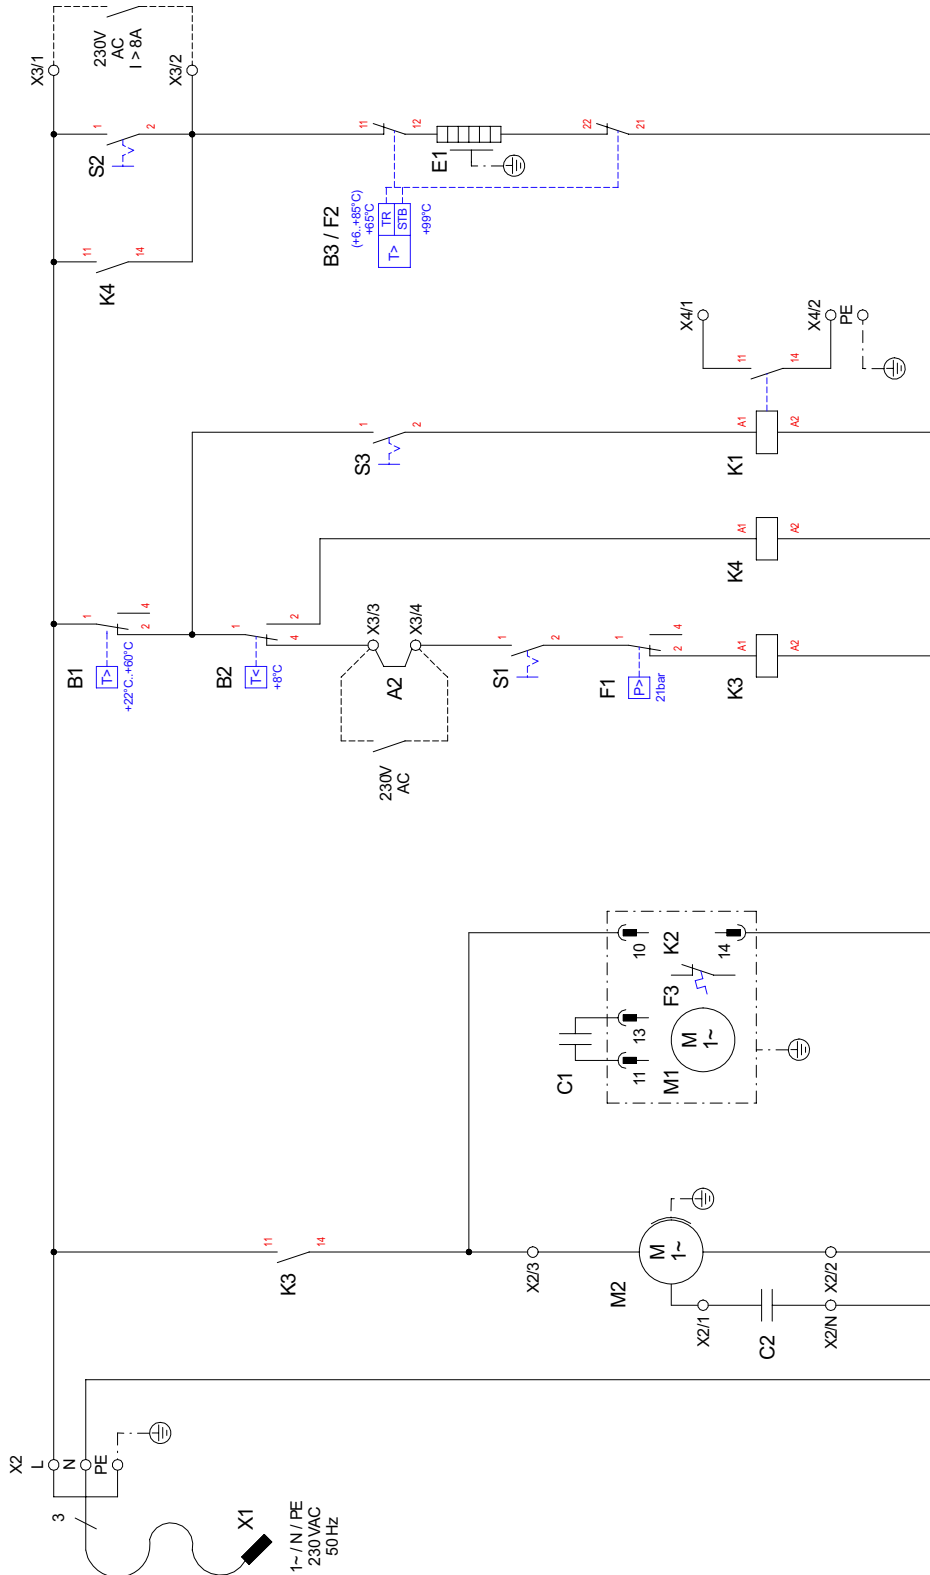 X3/1
230V
AC
I > 8A
X3/2
1
2
S2
11
14
K4
11
12
E1
22
21
B3 / F2
(+6..+85°C)
+65°C
T>
TR
STB
+99°C
X4/1
X4/2
PE
11
14
1
2
S3
A1
A2
K1
A1
A2
K4
1
4
2
B1
T>
+22°C..+60°C
1
2
4
B2
T<
+8°C
X3/3
X3/4
A2
230V
AC
1
2
S1
1
4
2
F1
P>
21bar
A1
A2
K3
10
K2
14
F3
13
11
C1
M1
M
1~
11
14
K3
X2/3
M2
M
1~
X2/2
X2/1
C2
X2/N
X2
L
N
PE
3
X1
1~ / N / PE
230 VAC
50 Hz